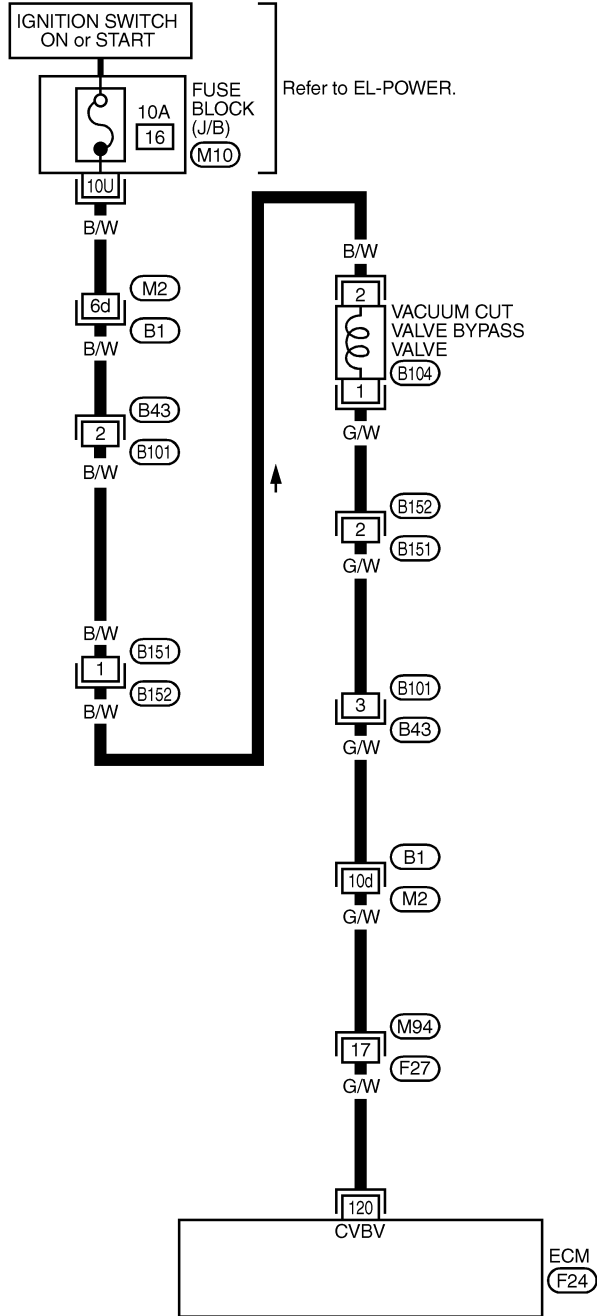 IGNITION SWITCH
ON or START
FUSE
BLOCK
(J/B)
M10
10A
16
Refer to EL-POWER.
10U
B/W
6d
M2
B1
B/W
2
B43
B101
B/W
B/W
1
B151
B152
B/W
B/W
2
VACUUM CUT
VALVE BYPASS
VALVE
B104
1
G/W
2
B152
B151
G/W
3
B101
B43
G/W
10d
B1
M2
G/W
17
M94
F27
G/W
120
CVBV
ECM
F24